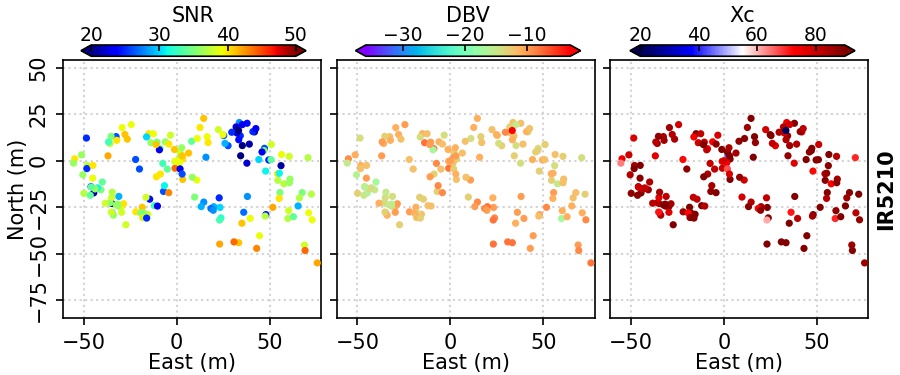 SNR DBV Xc
20 30 40 50 −30 −20 −10 20 40 60 80
50
25
0
−25
−50
−75
North (m)
IR5210
−50 0 50 −50 0 50 −50 0 50
East (m) East (m) East (m)